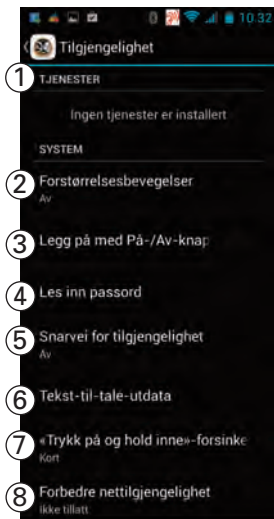 10.32
Tilgjengelighet
1 TJENESTER
Ingen tjenester er installert
SYSTEM
2 Forstørrelsesbevegelser
Av
3 Legg på med På-/Av-knap
4 Les inn passord
5 Snarvei for tilgjengelighet
Av
6 Tekst-til-tale-utdata
7 «Trykk på og hold inne»-forsinke
Kort
8 Forbedre nettilgjengelighet
Ikke tillatt